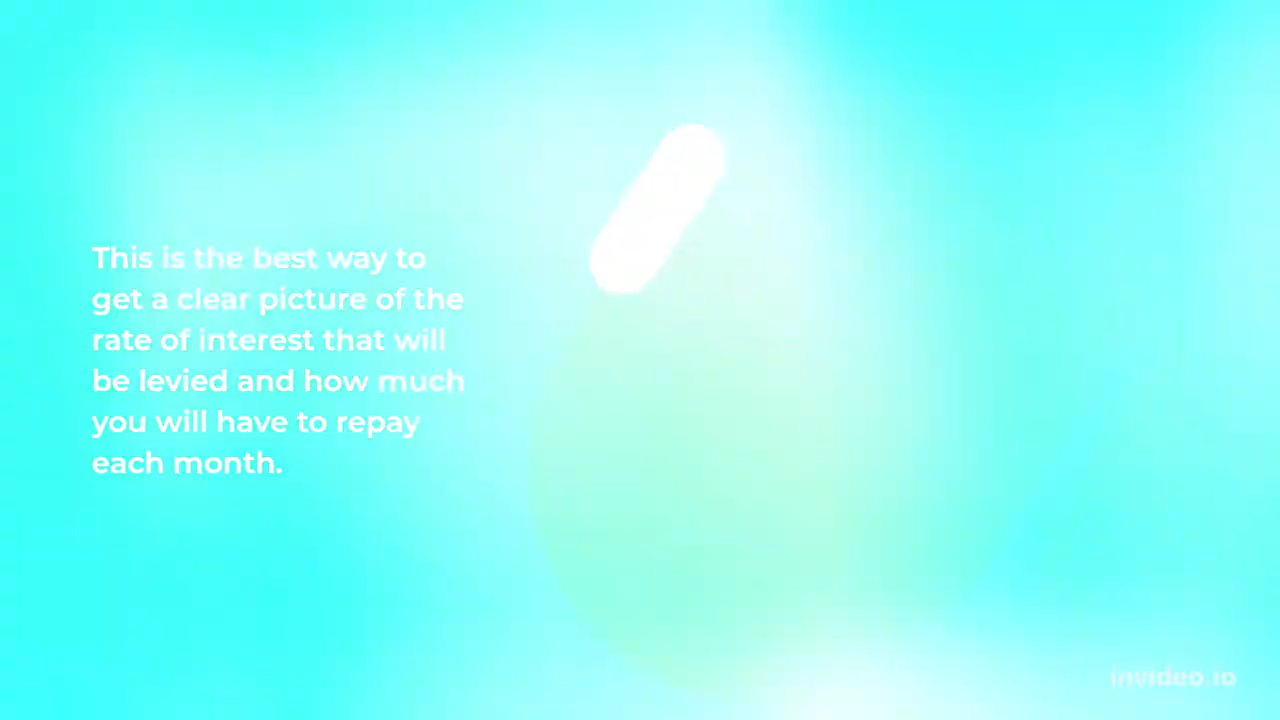 This is the best way to
get a clear picture of the
rate of interest that will
be levied and how much
you will have to repay
each month.
invideo.io